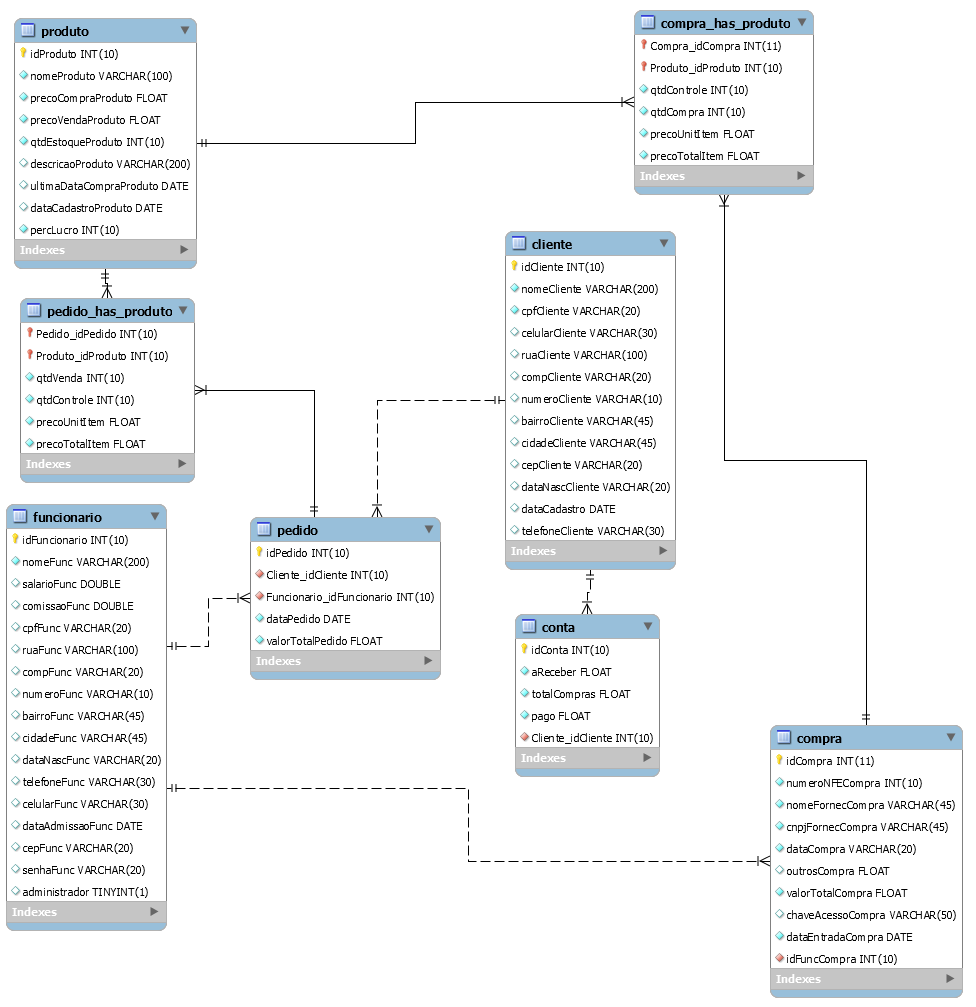 produto
idProduto INT(10)
nomeProduto VARCHAR(100)
precoCompraProduto FLOAT
precoVendaProduto FLOAT
qtdEstoqueProduto INT(10)
descricaoProduto VARCHAR(200)
ultimaDataCompraProduto DATE
dataCadastroProduto DATE
percLucro INT(10)
Indexes
compra_has_produto
Compra_idCompra INT(11)
Produto_idProduto INT(10)
qtdControle INT(10)
qtdCompra INT(10)
precoUnitItem FLOAT
precoTotalItem FLOAT
Indexes
pedido_has_produto
Pedido_idPedido INT(10)
Produto_idProduto INT(10)
qtdVenda INT(10)
qtdControle INT(10)
precoUnitItem FLOAT
precoTotalItem FLOAT
Indexes
cliente
idCliente INT(10)
nomeCliente VARCHAR(200)
cpfCliente VARCHAR(20)
celularCliente VARCHAR(30)
ruaCliente VARCHAR(100)
compCliente VARCHAR(20)
numeroCliente VARCHAR(10)
bairroCliente VARCHAR(45)
cidadeCliente VARCHAR(45)
cepCliente VARCHAR(20)
dataNascCliente VARCHAR(20)
dataCadastro DATE
telefoneCliente VARCHAR(30)
Indexes
funcionario
idFuncionario INT(10)
nomeFunc VARCHAR(200)
salarioFunc DOUBLE
comissaoFunc DOUBLE
cpfFunc VARCHAR(20)
ruaFunc VARCHAR(100)
compFunc VARCHAR(20)
numeroFunc VARCHAR(10)
bairroFunc VARCHAR(45)
cidadeFunc VARCHAR(45)
dataNascFunc VARCHAR(20)
telefoneFunc VARCHAR(30)
celularFunc VARCHAR(30)
dataAdmissaoFunc DATE
cepFunc VARCHAR(20)
senhaFunc VARCHAR(20)
administrador TINYINT(1)
Indexes
pedido
idPedido INT(10)
Cliente_idCliente INT(10)
Funcionario_idFuncionario INT(10)
dataPedido DATE
valorTotalPedido FLOAT
Indexes
conta
idConta INT(10)
aReceber FLOAT
totalCompras FLOAT
pago FLOAT
Cliente_idCliente INT(10)
Indexes
compra
idCompra INT(11)
numeroNFECompra INT(10)
nomeFornecCompra VARCHAR(45)
cnpjFornecCompra VARCHAR(45)
dataCompra VARCHAR(20)
outrosCompra FLOAT
valorTotalCompra FLOAT
chaveAcessoCompra VARCHAR(50)
dataEntradaCompra DATE
idFuncCompra INT(10)
Indexes